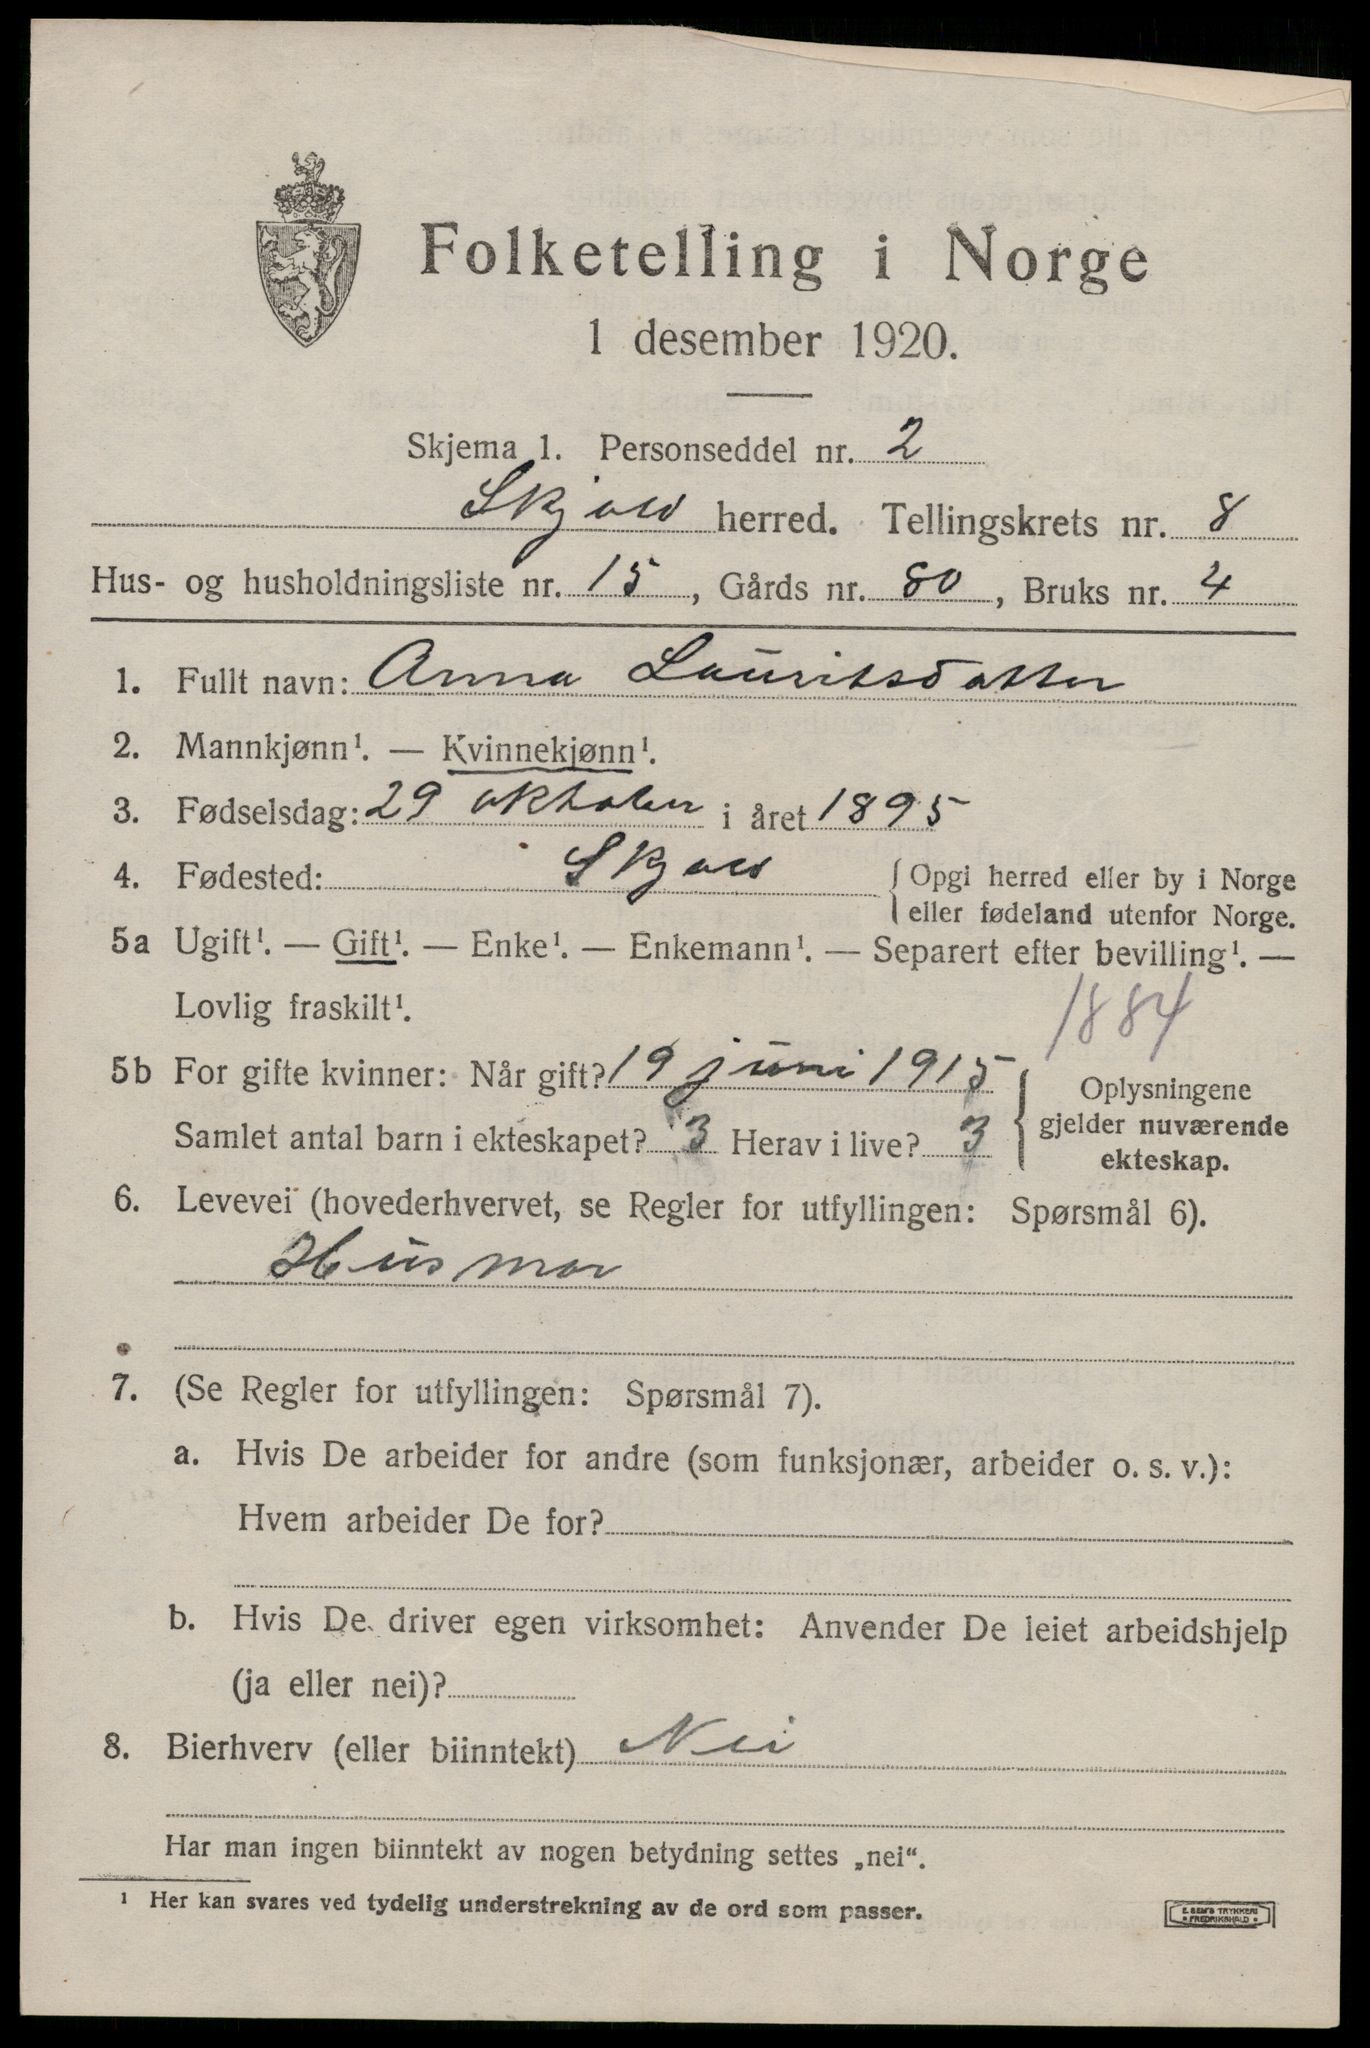 Folketelling i Norge
1 desember 1920.
Skjema 1. Personseddel nr. 2
Skjold herred. Tellingskrets nr. 8
Hus- og husholdningsliste nr. 15, Gårds nr. 80, Bruks nr. 4
1. Fullt navn: Anna Lauritsdatter
2. Mannkjønn¹. — Kvinnekjønn¹.
3. Fødselsdag: 29 oktober i året 1895
4. Fødested: Skjold { Opgi herred eller by i Norge
eller fødeland utenfor Norge.
5a Ugift¹. — Gift¹. — Enke¹. — Enkemann¹. — Separert efter bevilling¹. —
Lovlig fraskilt¹.
1884
5b For gifte kvinner: Når gift? 19 juni 1915
Samlet antal barn i ekteskapet? 3 Herav i live? 3
{ Oplysningene
gjelder nuværende
ekteskap.
6. Levevei (hovederhvervet, se Regler for utfyllingen: Spørsmål 6).
Husmor
7. (Se Regler for utfyllingen: Spørsmål 7).
a. Hvis De arbeider for andre (som funksjonær, arbeider o. s. v.):
Hvem arbeider De for?
b. Hvis De driver egen virksomhet: Anvender De leiet arbeidshjelp
(ja eller nei)?
8. Bierhverv (eller biinntekt) Nei
Har man ingen biinntekt av nogen betydning settes „nei“.
¹ Her kan svares ved tydelig understrekning av de ord som passer.
E. SEM'S TRYKKERI
FREDRIKSHALD